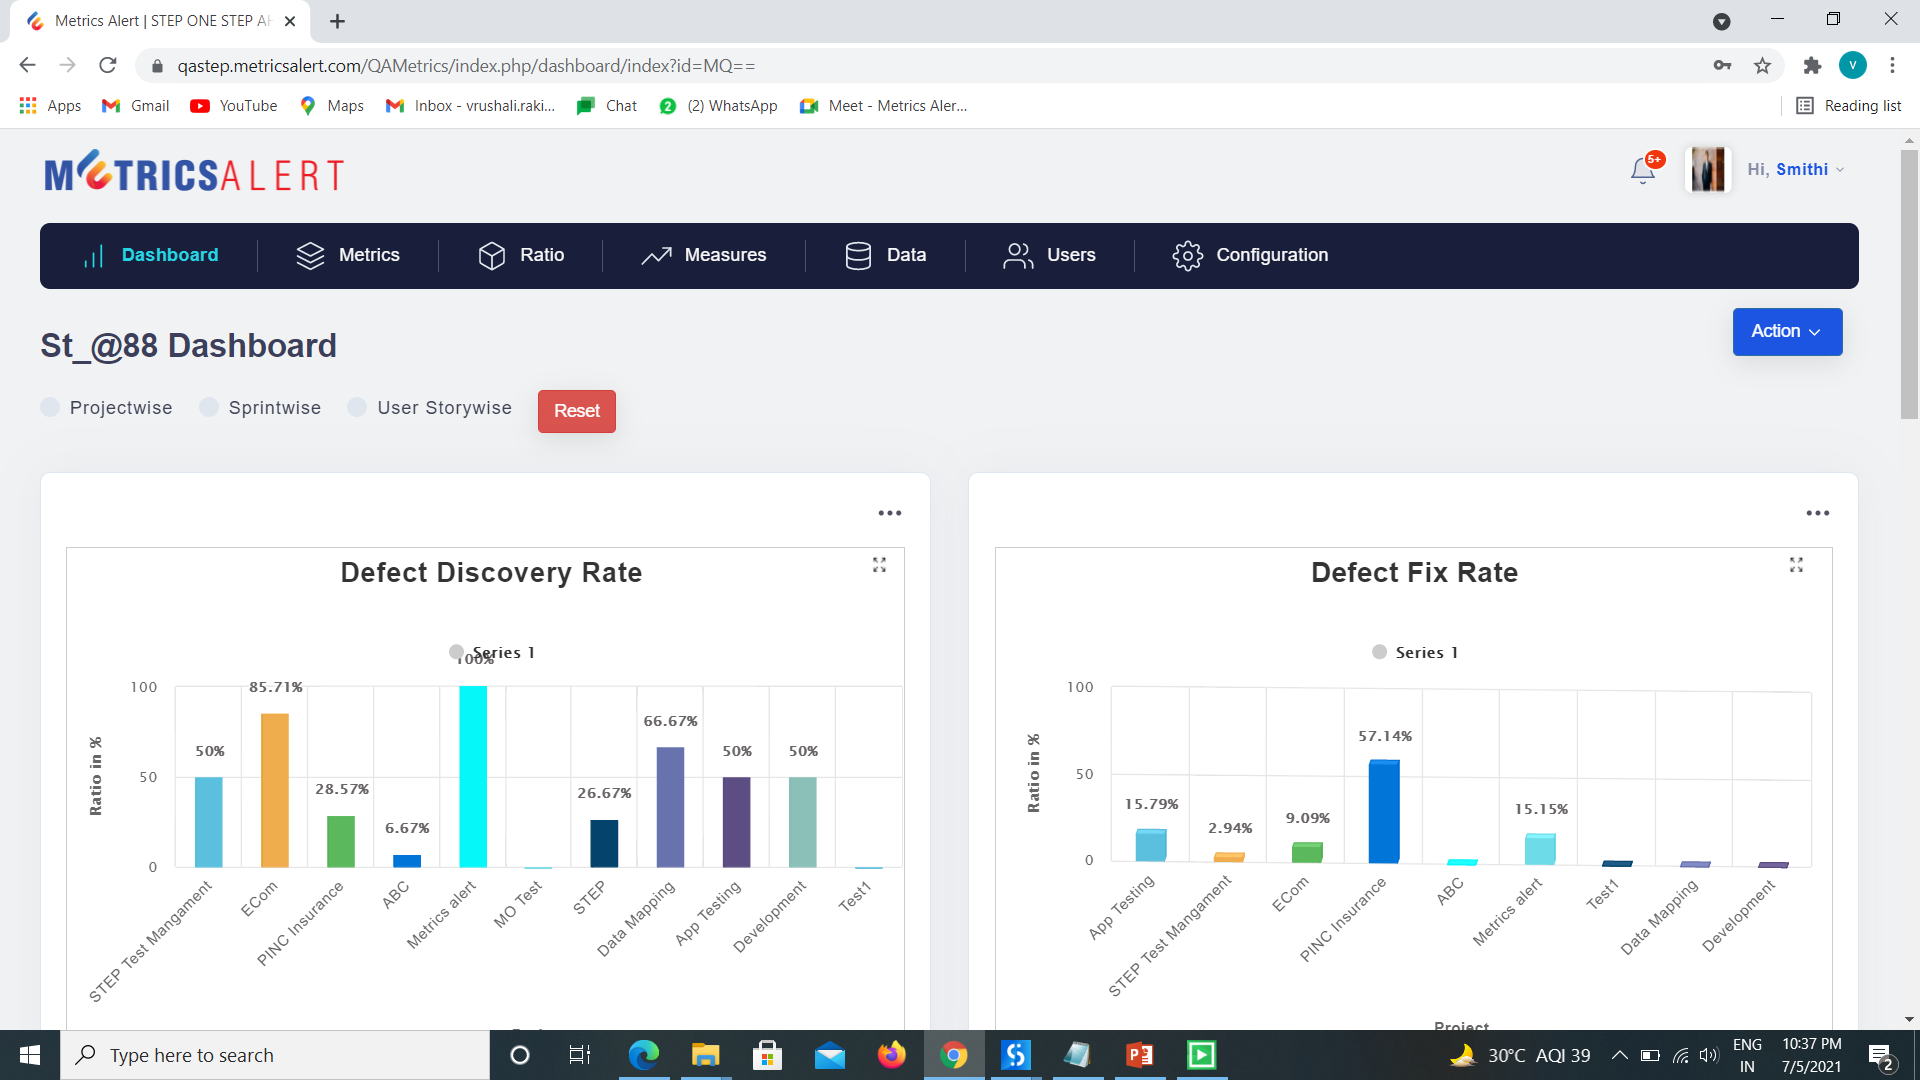 Metrics Alert | STEP ONE STEP AH
qastep.metricsalert.com/QAMetrics/index.php/dashboard/index?id=MQ==
V
Apps
Gmail
YouTube
Maps
Inbox - vrushali.raki...
Chat
2
(2) WhatsApp
Meet - Metrics Aler...
Reading list
METRICSALERT
5+
Hi, Smithi
Dashboard
Metrics
Ratio
Measures
Data
Users
Configuration
St_@88 Dashboard
Action
Projectwise
Sprintwise
User Storywise
Reset
Defect Discovery Rate
Series 1
Ratio in %
100
50
0
50%
85.71%
28.57%
6.67%
100%
26.67%
66.67%
50%
50%
STEP Test Mangament
ECom
PINC Insurance
ABC
Metrics alert
MO Test
STEP
Data Mapping
App Testing
Development
Test1
Defect Fix Rate
Series 1
Ratio in %
100
50
0
15.79%
2.94%
9.09%
57.14%
15.15%
App Testing
STEP Test Mangament
ECom
PINC Insurance
ABC
Metrics alert
Test1
Data Mapping
Development
Project
Type here to search
30°C AQI 39
ENG
IN
10:37 PM
7/5/2021
2